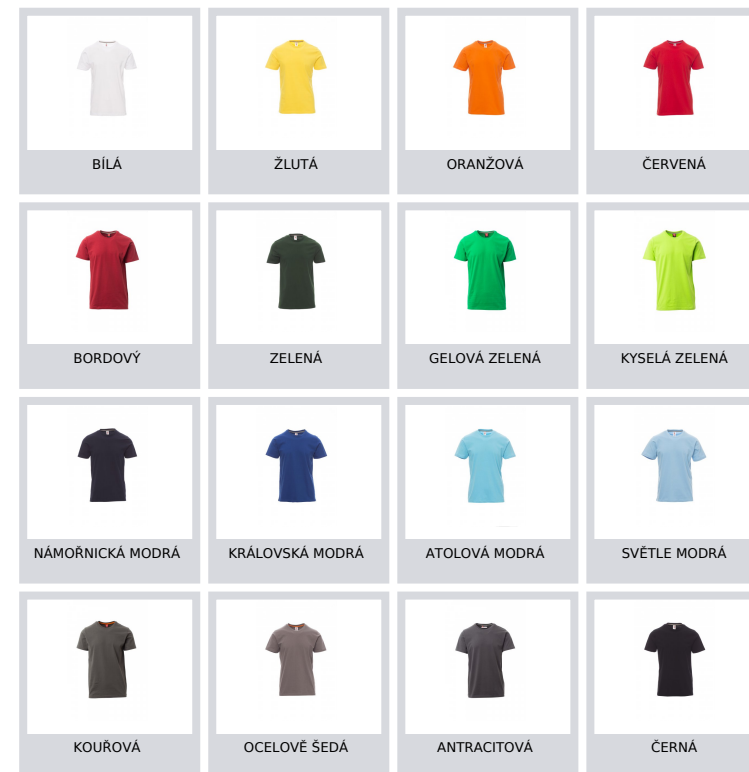 BÍLÁ
ŽLUTÁ
ORANŽOVÁ
ČERVENÁ
BORDOVÝ
ZELENÁ
GELOVÁ ZELENÁ
KYSELÁ ZELENÁ
NÁMOŘNICKÁ MODRÁ
KRÁLOVSKÁ MODRÁ
ATOLOVÁ MODRÁ
SVĚTLE MODRÁ
KOUŘOVÁ
OCELOVĚ ŠEDÁ
ANTRACITOVÁ
ČERNÁ